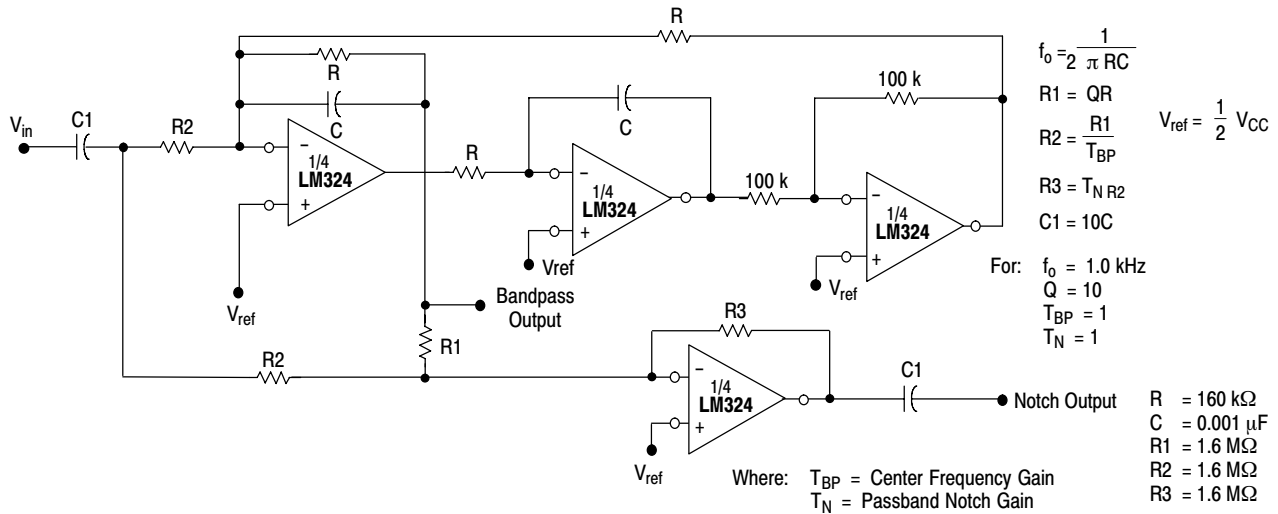 R
R
C
C1
V_in
R2
1/4
LM324
−
+
V_ref
R
C
1/4
LM324
−
+
Vref
100 k
100 k
1/4
LM324
−
+
V_ref
Bandpass
Output
R1
R2
R3
1/4
LM324
−
+
V_ref
C1
Notch Output
f_o = 2 1/π RC
R1 = QR
R2 = R1/T_BP
R3 = T_N R2
C1 = 10C
V_ref = 1/2 V_CC
For: f_o = 1.0 kHz
Q = 10
T_BP = 1
T_N = 1
R = 160 kΩ
C = 0.001 μF
R1 = 1.6 MΩ
R2 = 1.6 MΩ
R3 = 1.6 MΩ
Where: T_BP = Center Frequency Gain
T_N = Passband Notch Gain